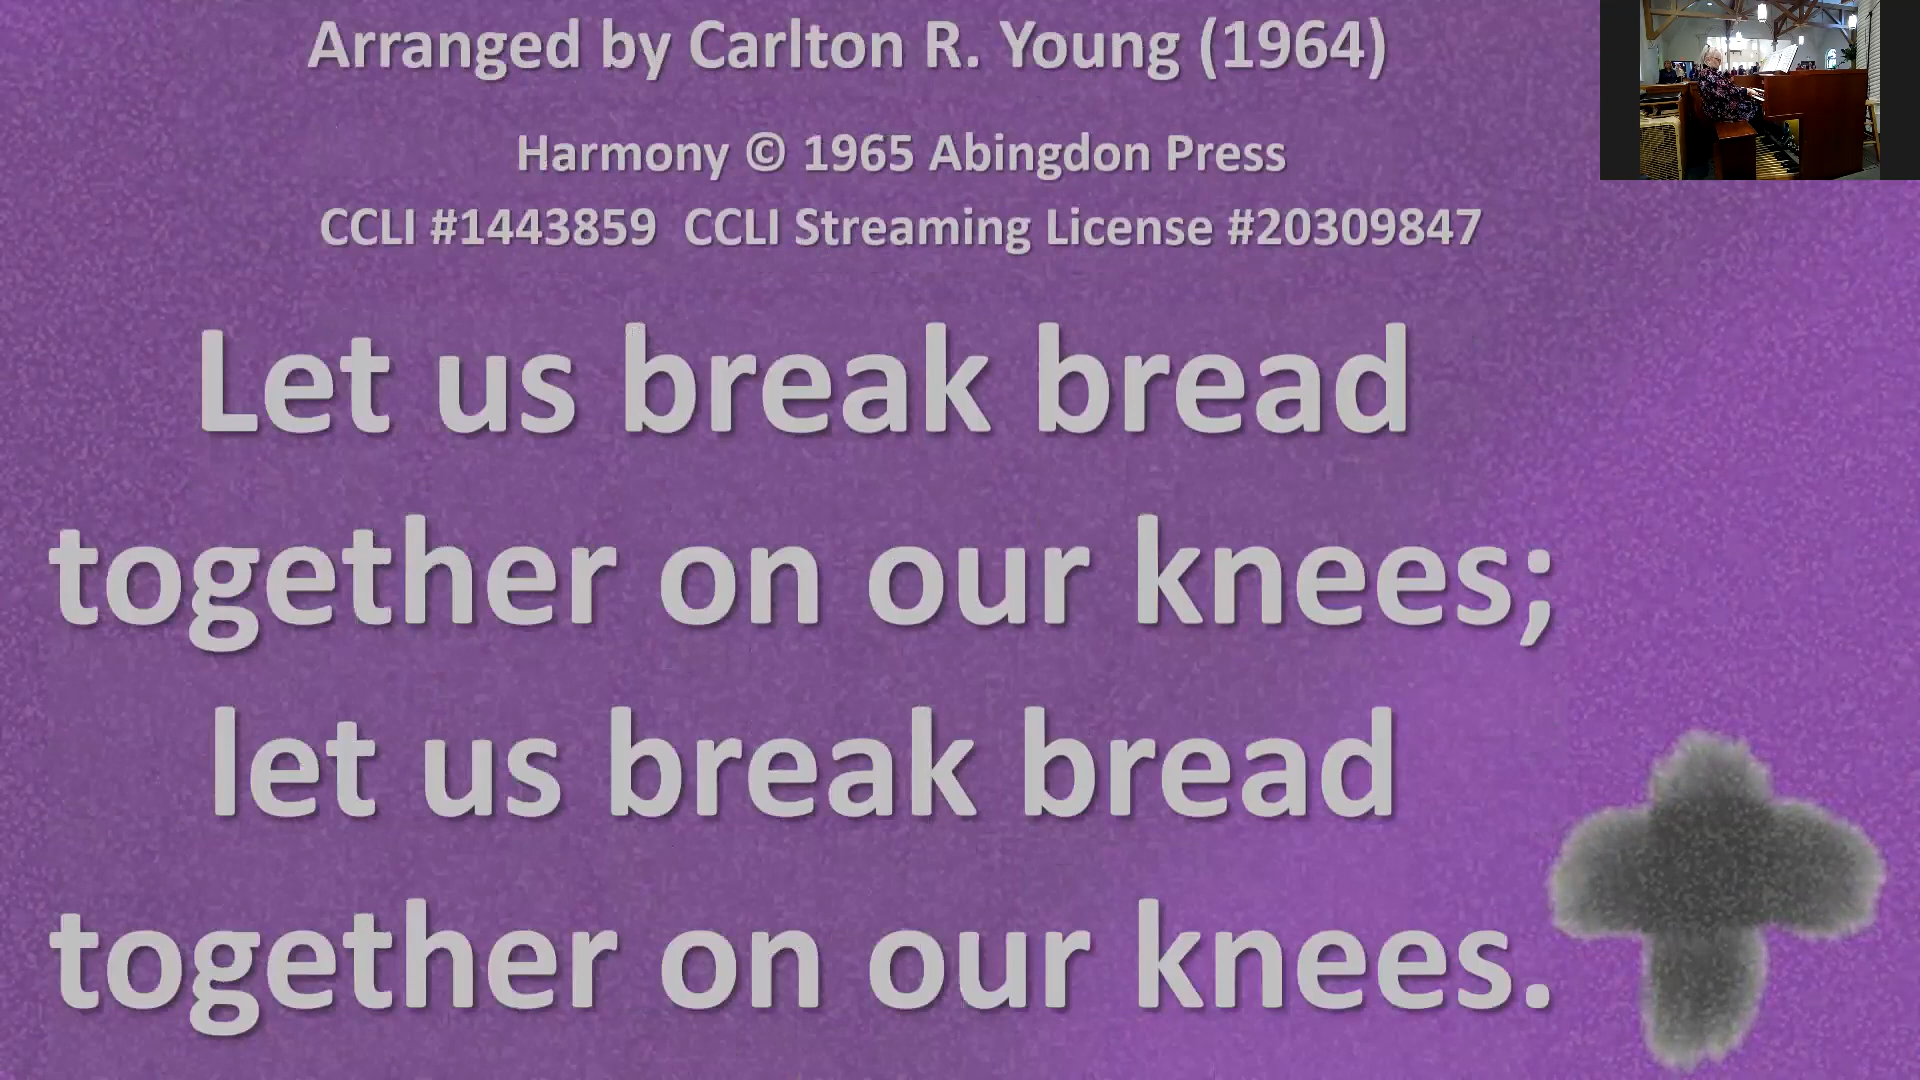 Arranged by Carlton R. Young (1964)
Harmony © 1965 Abingdon Press
CCLI #1443859  CCLI Streaming License #20309847
Let us break bread
together on our knees;
let us break bread
together on our knees.